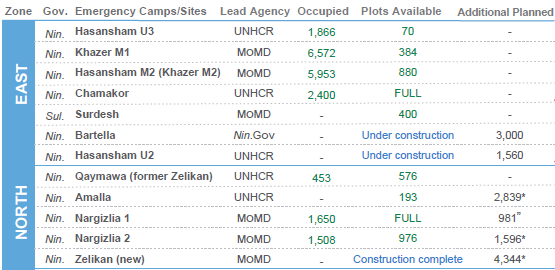 Zone Gov. Emergency Camps/Sites Lead Agency Occupied Plots Available Additional Planned
EAST
Nin. Hasansham U3 UNHCR 1,866 70 -
Nin. Khazer M1 MoMD 6,572 384 -
Nin. Hasansham M2 (Khazer M2) MoMD 5,953 880 -
Nin. Chamakor UNHCR 2,400 FULL -
Sul. Surdesh MoMD - 400 -
Nin. Bartella Nin.Gov - Under construction 3,000
Nin. Hasansham U2 UNHCR - Under construction 1,560
NORTH
Nin. Qaymawa (former Zelikan) UNHCR 453 576 -
Nin. Amalla UNHCR - 193 2,839*
Nin. Nargizlia 1 MoMD 1,650 FULL 981"
Nin. Nargizlia 2 MoMD 1,508 976 1,596*
Nin. Zelikan (new) MoMD - Construction complete 4,344*